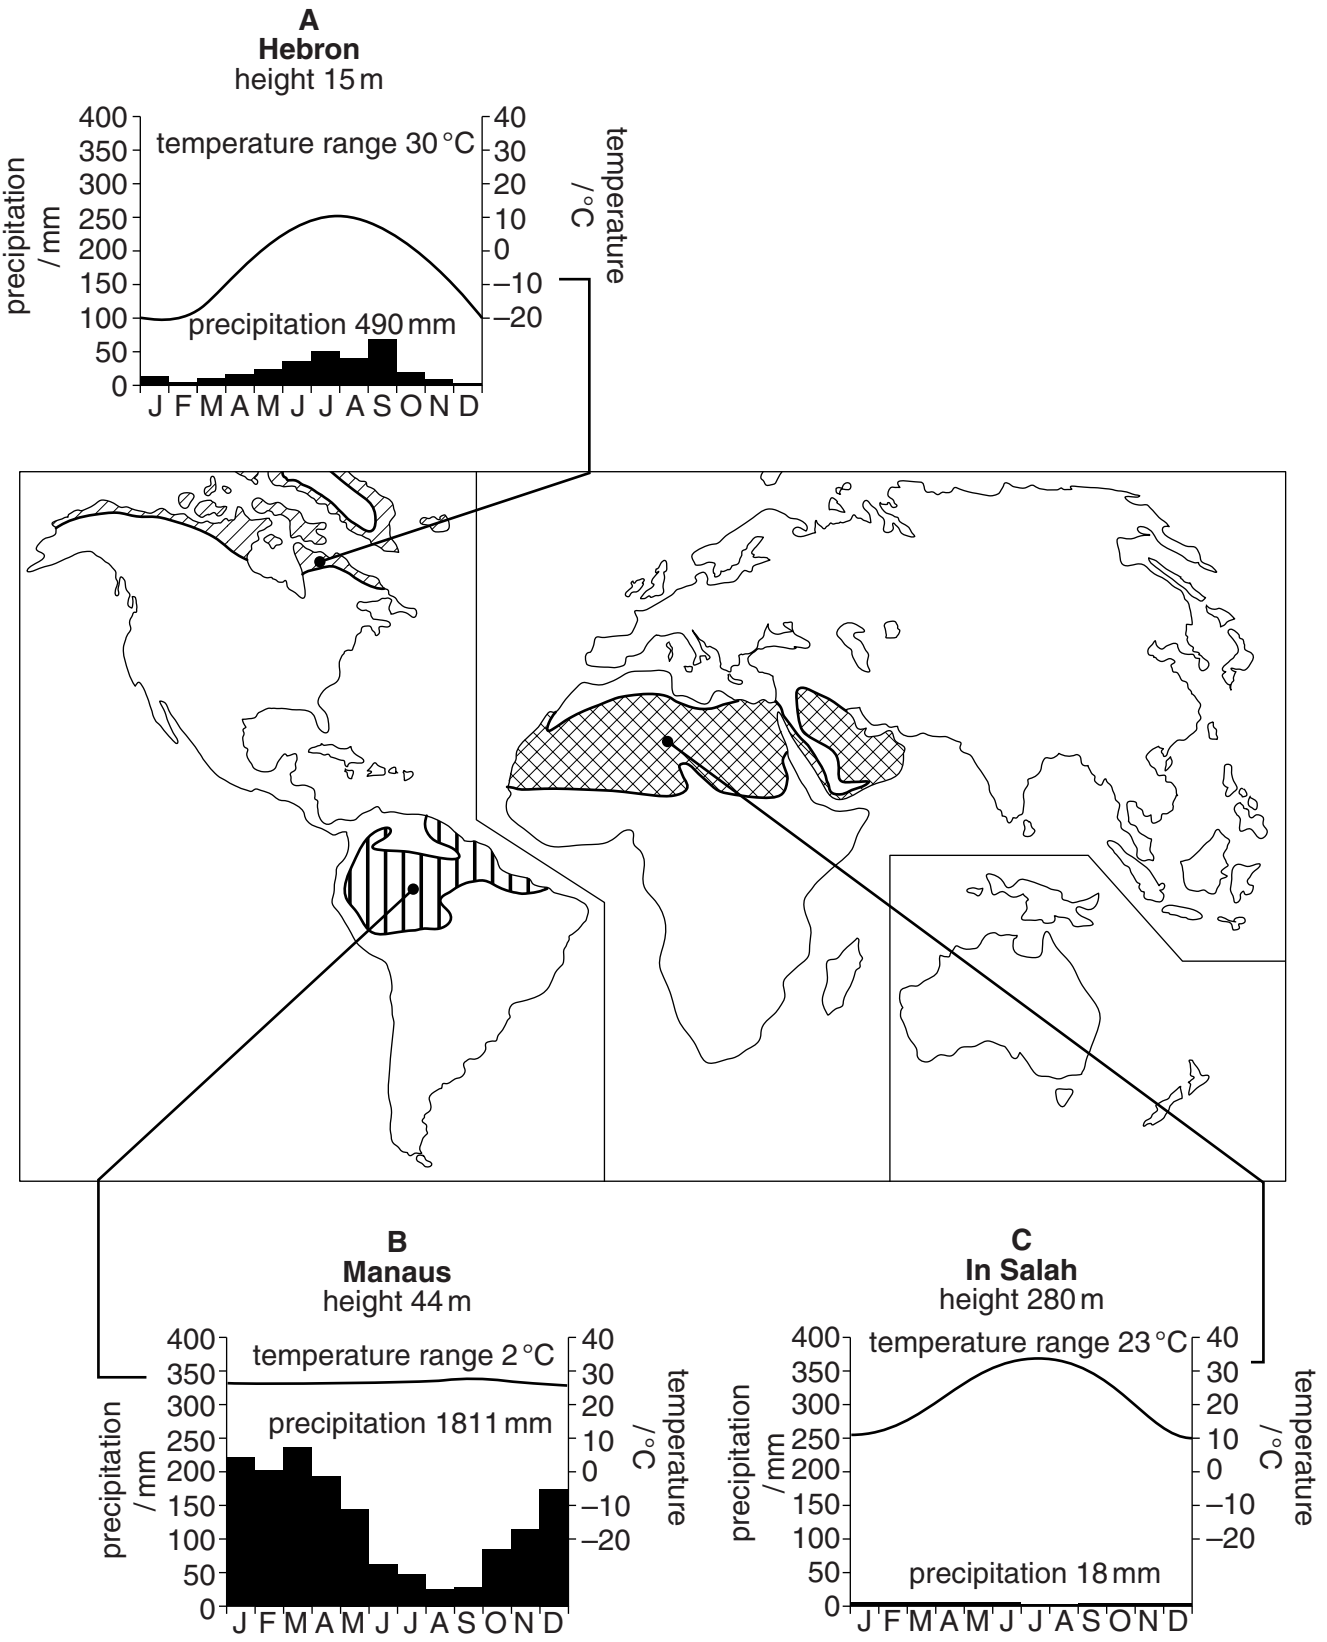 A
Hebron
height 15 m
400
350
300
250
200
150
100
50
0
precipitation
/ mm
temperature range 30 °C
precipitation 490 mm
40
30
20
10
0
–10
–20
temperature
/ °C
J F M A M J J A S O N D
B
Manaus
height 44 m
400
350
300
250
200
150
100
50
0
precipitation
/ mm
temperature range 2 °C
precipitation 1811 mm
40
30
20
10
0
–10
–20
temperature
/ °C
J F M A M J J A S O N D
C
In Salah
height 280 m
400
350
300
250
200
150
100
50
0
precipitation
/ mm
temperature range 23 °C
precipitation 18 mm
40
30
20
10
0
–10
–20
temperature
/ °C
J F M A M J J A S O N D